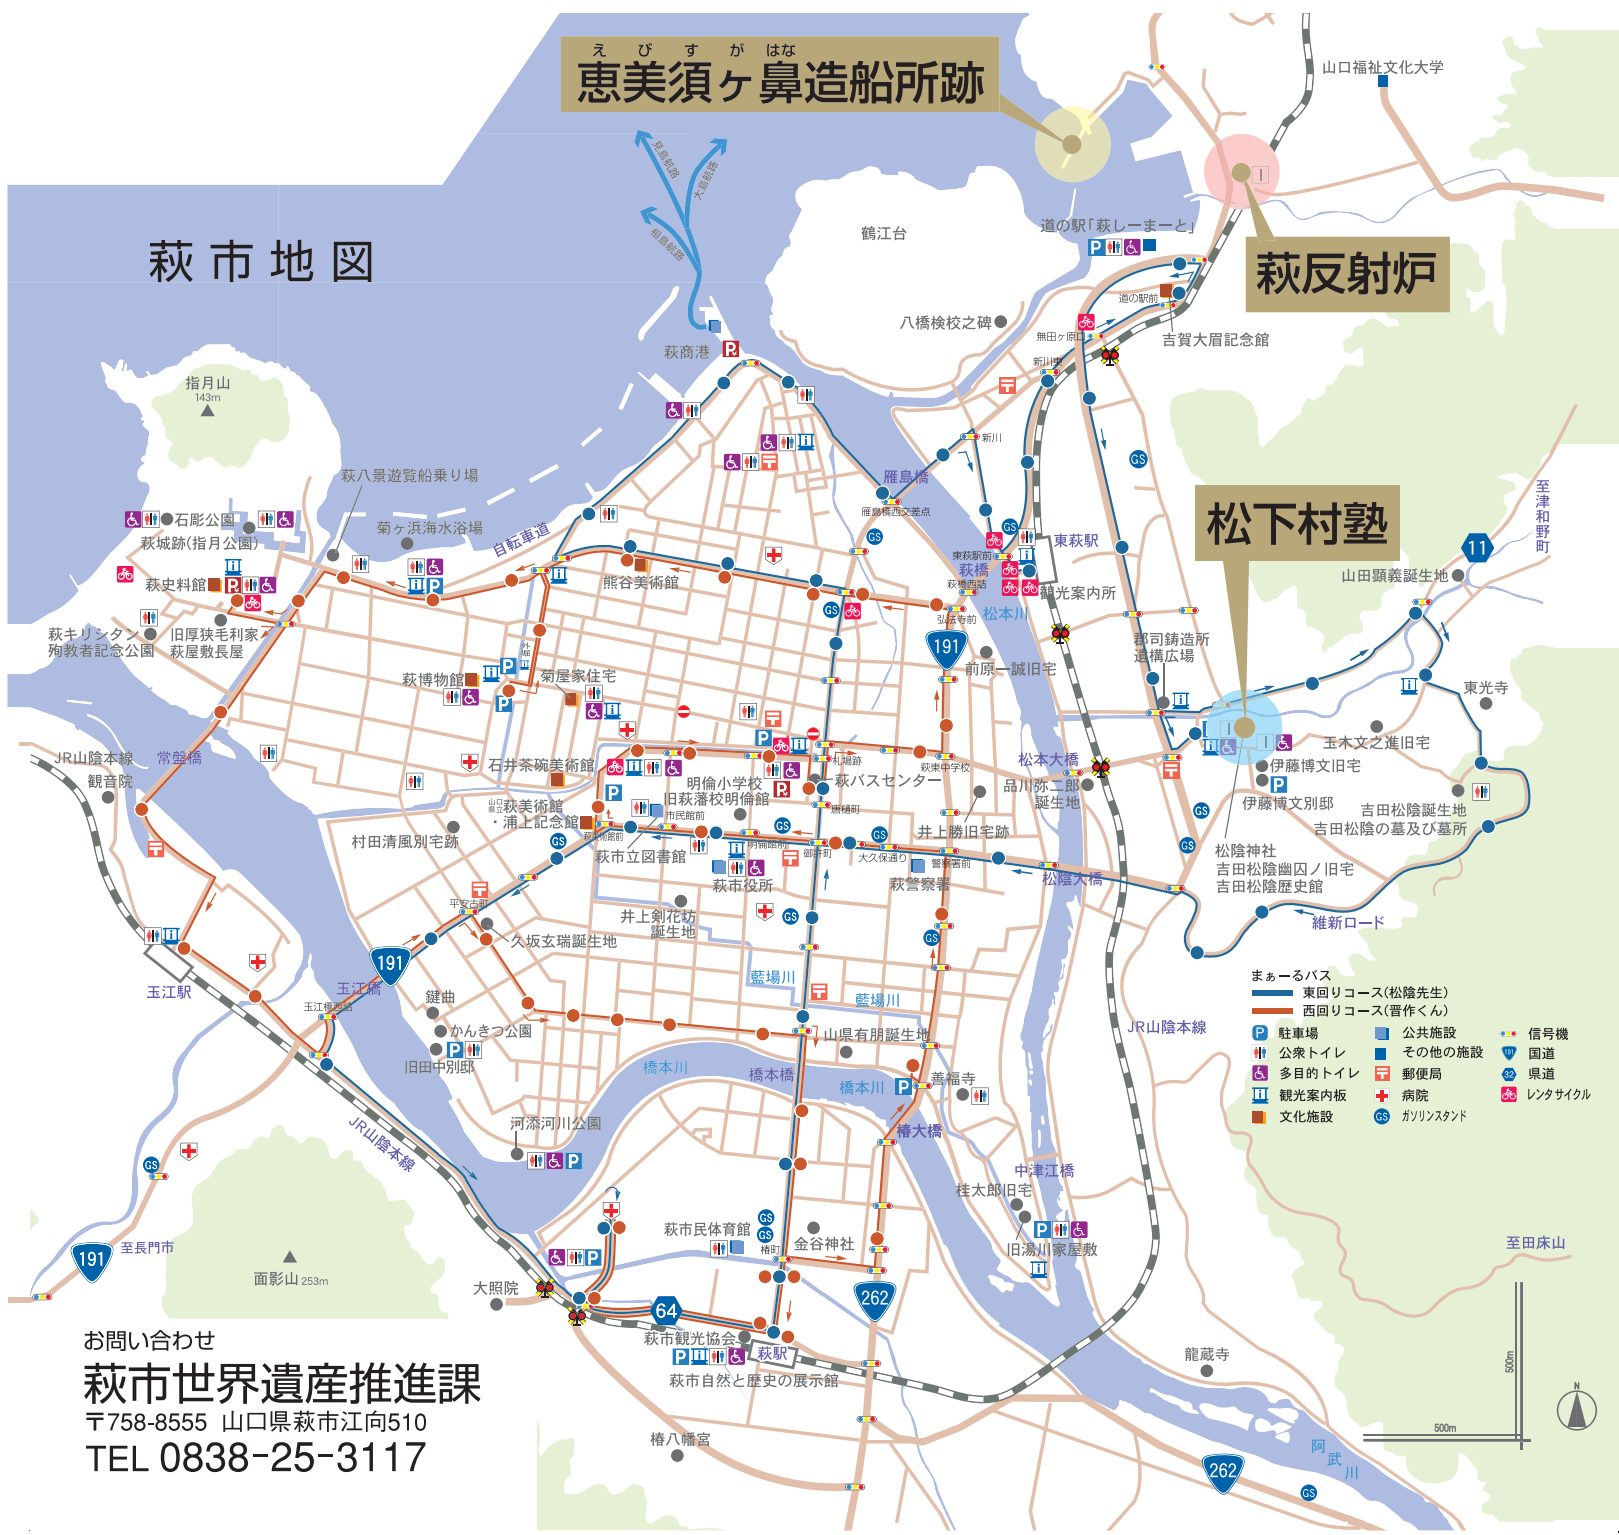 えびすがはな
恵美須ヶ鼻造船所跡
萩市地図
山口福祉文化大学
萩反射炉
見島航路
大島航路
相島航路
鶴江台
道の駅「萩しーまーと」
道の駅前
吉賀大眉記念館
八橋検校之碑
無田ヶ原口
新川東
萩商港
指月山
143m
新川
雁島橋
雁島橋西交差点
松下村塾
至津和野町
11
山田顕義誕生地
萩八景遊覧船乗り場
菊ヶ浜海水浴場
石彫公園
萩城跡(指月公園)
自転車道
萩史料館
熊谷美術館
東萩駅前
東萩駅
萩橋
萩橋西詰
観光案内所
松本川
弘法寺前
萩キリシタン
殉教者記念公園
旧厚狭毛利家
萩屋敷長屋
外堀
191
前原一誠旧宅
郡司鋳造所
遺構広場
東光寺
萩博物館
菊屋家住宅
玉木文之進旧宅
JR山陰本線
観音院
常盤橋
石井茶碗美術館
札場跡
萩東中学校
松本大橋
品川弥二郎
誕生地
伊藤博文旧宅
伊藤博文別邸
吉田松陰誕生地
吉田松陰の墓及び墓所
明倫小学校
旧萩藩校明倫館
萩バスセンター
唐樋町
山口県立
萩美術館
・浦上記念館
萩美術館前
市民館前
村田清風別宅跡
萩市立図書館
明倫館前
御許町
大久保通り
井上勝旧宅跡
警察署前
萩警察署
松陰大橋
松陰神社
吉田松陰幽囚ノ旧宅
吉田松陰歴史館
維新ロード
萩市役所
平安古町
久坂玄瑞誕生地
井上剣花坊
誕生地
藍場川
藍場川
191
玉江橋
玉江橋西詰
玉江駅
鍵曲
かんきつ公園
旧田中別邸
山県有朋誕生地
橋本川
橋本橋
橋本川
善福寺
JR山陰本線
まぁーるバス
東回りコース(松陰先生)
西回りコース(晋作くん)
駐車場
公共施設
信号機
公衆トイレ
その他の施設
191
国道
多目的トイレ
郵便局
32
県道
観光案内板
病院
レンタサイクル
文化施設
GS
ガソリンスタンド
JR山陰本線
河添河川公園
椿大橋
中津江橋
桂太郎旧宅
旧湯川家屋敷
萩市民体育館
椿町
金谷神社
191
至長門市
面影山 253m
大照院
64
262
萩市観光協会
萩駅
萩市自然と歴史の展示館
至田床山
龍蔵寺
500m
500m
N
椿八幡宮
262
阿武川
お問い合わせ
萩市世界遺産推進課
〒758-8555 山口県萩市江向510
TEL 0838-25-3117